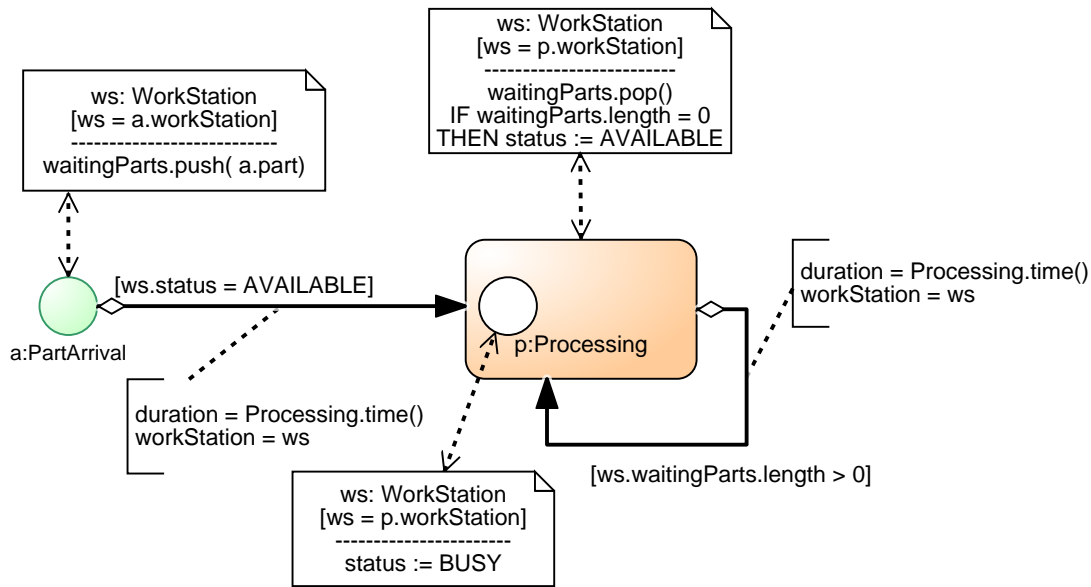 ws: WorkStation
[ws = p.workStation]
-------------------------
waitingParts.pop()
IF waitingParts.length = 0
THEN status := AVAILABLE
ws: WorkStation
[ws = a.workStation]
----------------------------
waitingParts.push( a.part)
[ws.status = AVAILABLE]
duration = Processing.time()
workStation = ws
a:PartArrival
p:Processing
duration = Processing.time()
workStation = ws
[ws.waitingParts.length > 0]
ws: WorkStation
[ws = p.workStation]
-----------------------
status := BUSY